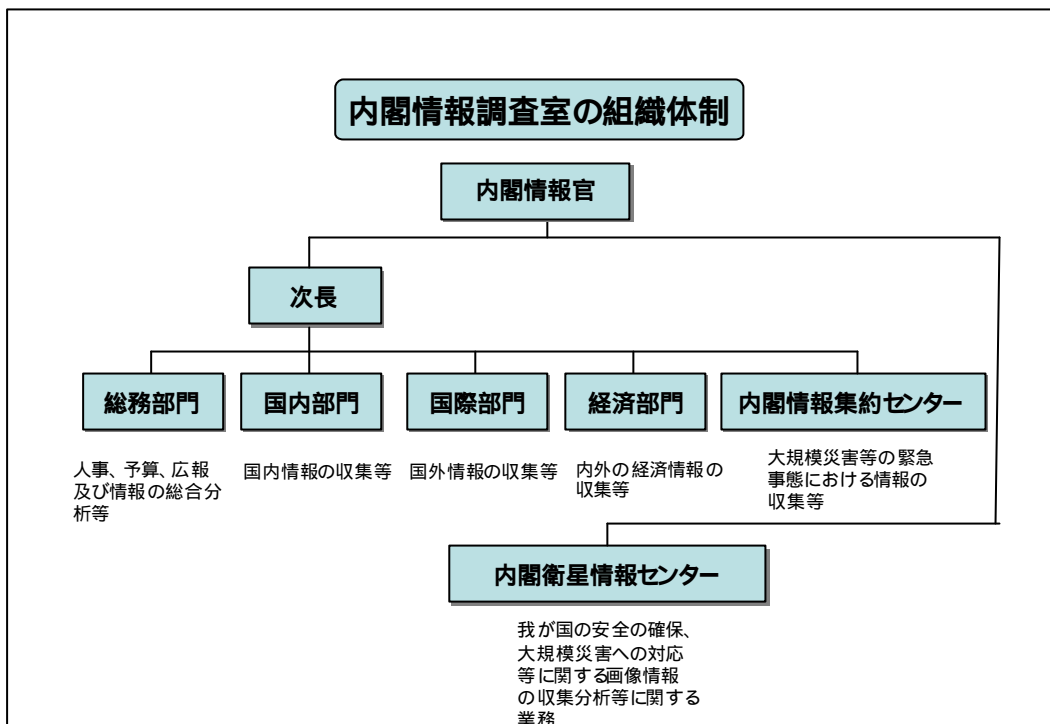 内閣情報調査室の組織体制
内閣情報官
次長
総務部門
国内部門
国際部門
経済部門
内閣情報集約センター
人事、予算、広報
及び情報の総合分
析等
国内情報の収集等
国外情報の収集等
内外の経済情報の
収集等
大規模災害等の緊急
事態における情報の
収集等
内閣衛星情報センター
我が国の安全の確保、
大規模災害への対応
等に関する画像情報
の収集分析等に関する
業務